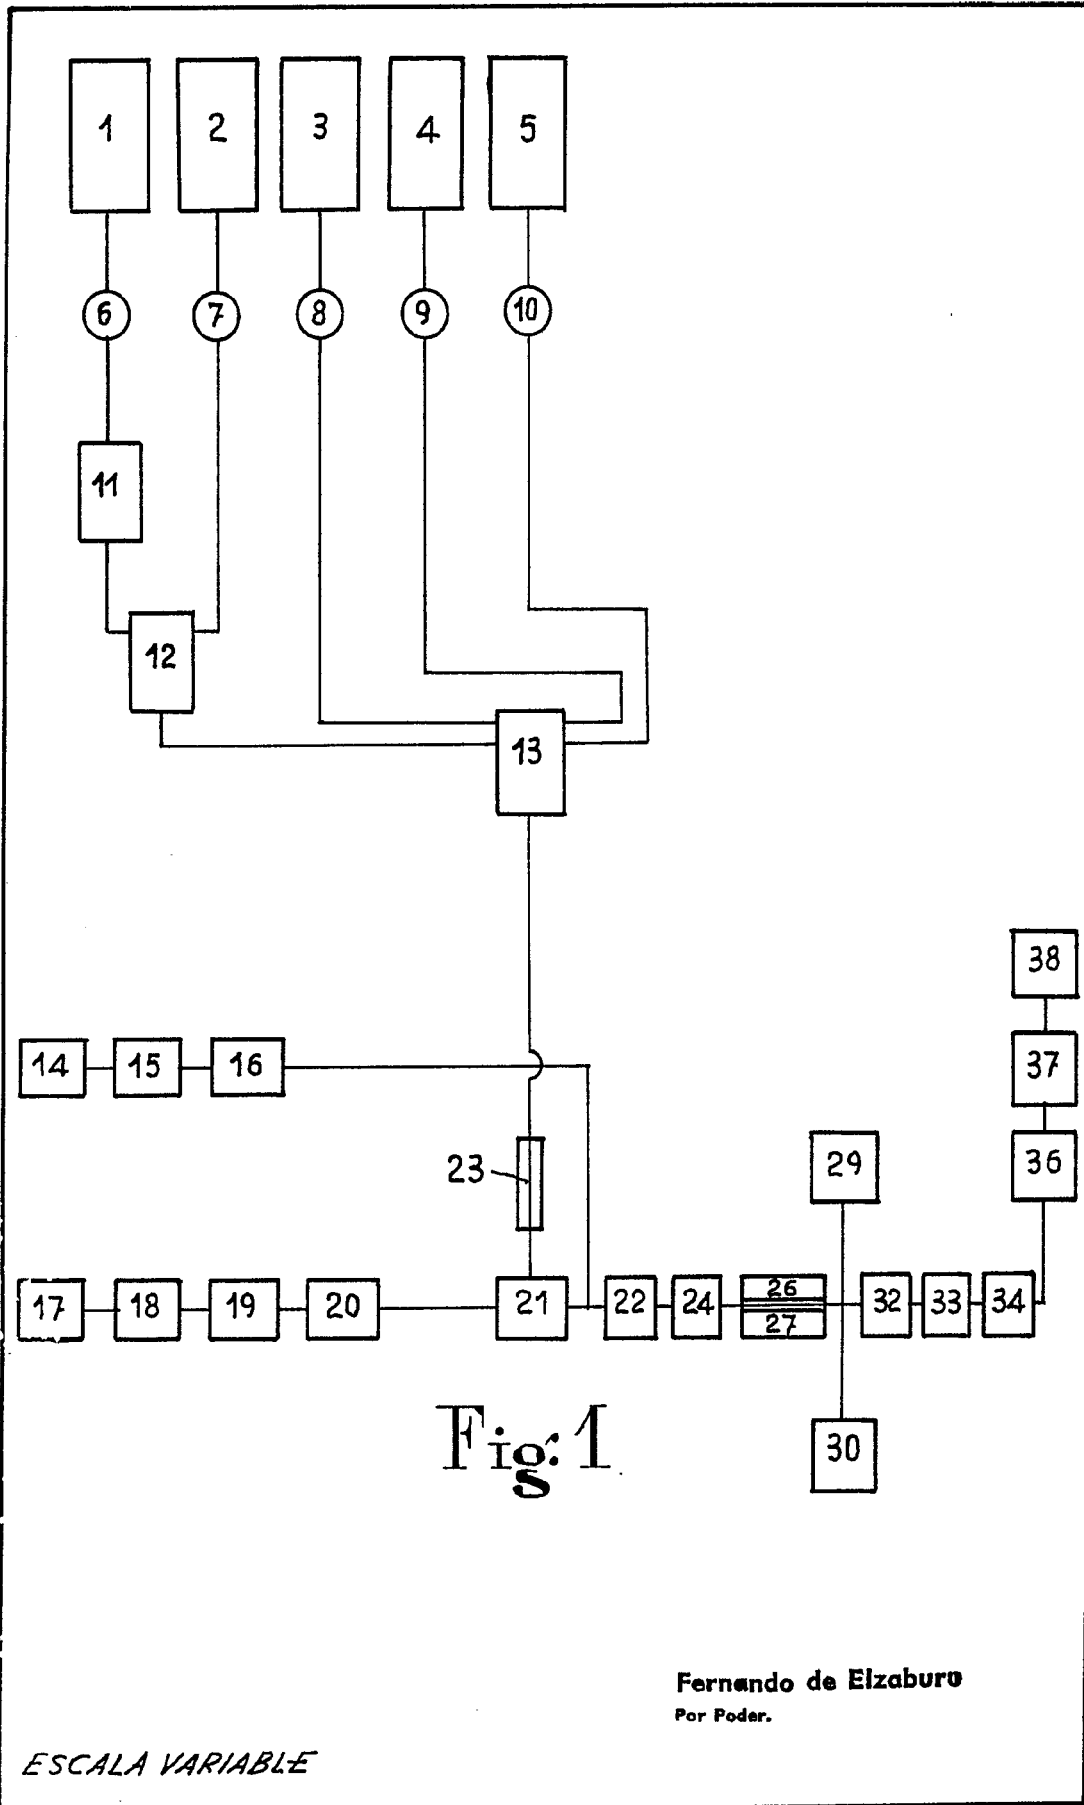 1 2 3 4 5
6 7 8 9 10
11
12
13
38
14 15 16 37
23 29 36
17 18 19 20 21 22 24 26 32 33 34
27
30
Fig:1
Fernando de Elzaburu
Por Poder.
ESCALA VARIABLE